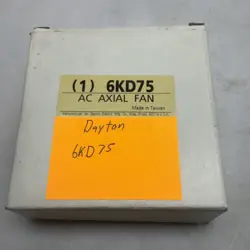 (1) 6KD75
AC AXIAL FAN
Made in Taiwan
Dayton
6KD75